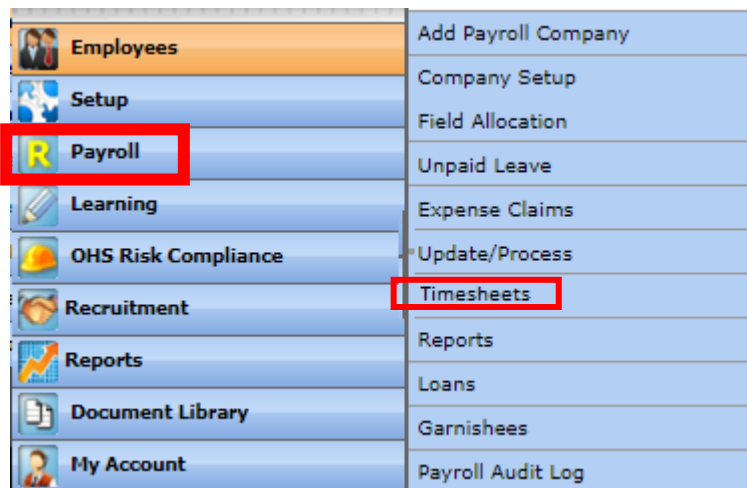 Employees
Setup
R Payroll
Learning
OHS Risk Compliance
Recruitment
Reports
Document Library
My Account
Add Payroll Company
Company Setup
Field Allocation
Unpaid Leave
Expense Claims
Update/Process
Timesheets
Reports
Loans
Garnishees
Payroll Audit Log